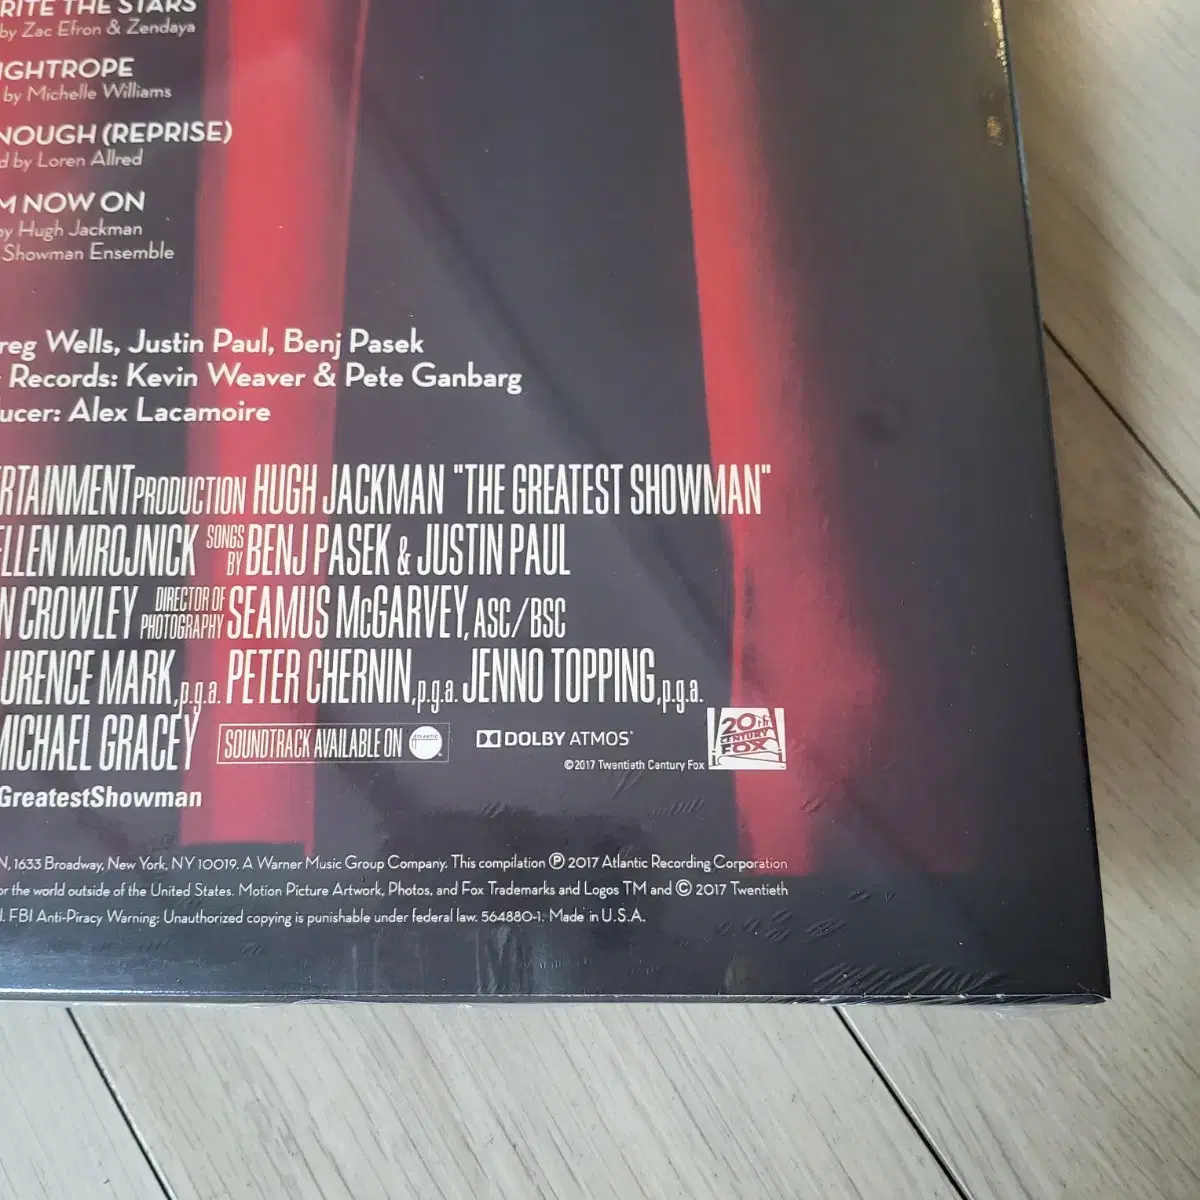 RITE THE STARS
by Zac Efron & Zendaya
IGHTROPE
by Michelle Williams
NOUGH (REPRISE)
d by Loren Allred
M NOW ON
by Hugh Jackman
Showman Ensemble
reg Wells, Justin Paul, Benj Pasek
Records: Kevin Weaver & Pete Ganbarg
ucer: Alex Lacamoire
RTAINMENT PRODUCTION HUGH JACKMAN "THE GREATEST SHOWMAN"
ELLEN MIROJNICK SONGS BY BENJ PASEK & JUSTIN PAUL
N CROWLEY DIRECTOR OF PHOTOGRAPHY SEAMUS McGARVEY, ASC/BSC
URENCE MARK, p.g.a. PETER CHERNIN, p.g.a. JENNO TOPPING, p.g.a.
MICHAEL GRACEY SOUNDTRACK AVAILABLE ON ATLANTIC DOLBY ATMOS®
©2017 Twentieth Century Fox
20TH CENTURY FOX
GreatestShowman
N, 1633 Broadway, New York, NY 10019. A Warner Music Group Company. This compilation ℗ 2017 Atlantic Recording Corporation
or the world outside of the United States. Motion Picture Artwork, Photos, and Fox Trademarks and Logos TM and © 2017 Twentieth
l. FBI Anti-Piracy Warning: Unauthorized copying is punishable under federal law. 564880-1. Made in U.S.A.